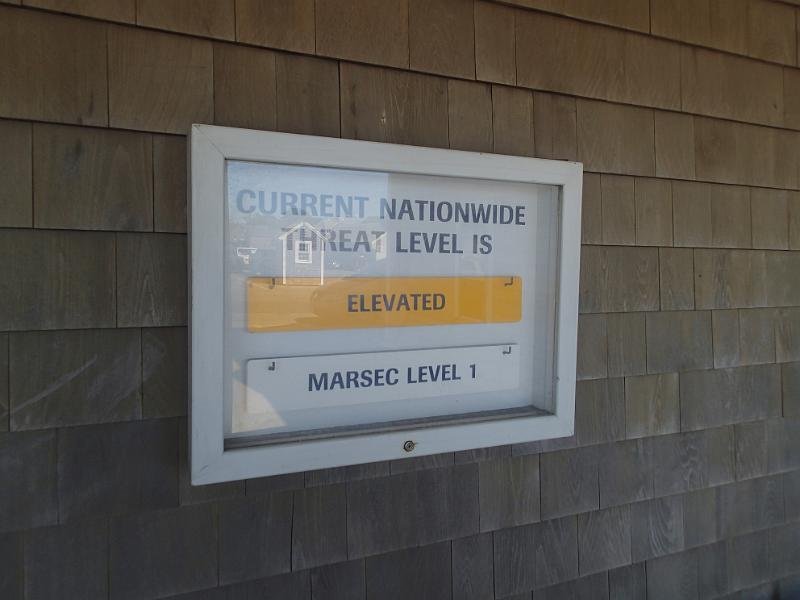 CURRENT NATIONWIDE
THREAT LEVEL IS
ELEVATED
MARSEC LEVEL 1